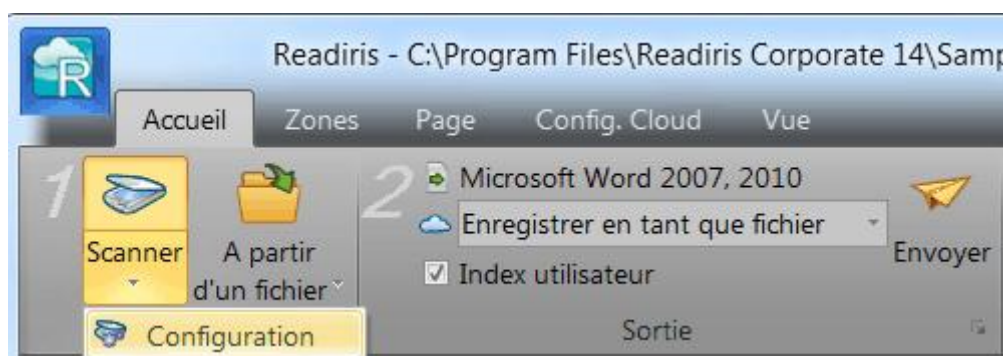 Readiris - C:\Program Files\Readiris Corporate 14\Samp
R
Accueil Zones Page Config. Cloud Vue
1
Scanner
A partir
d'un fichier
Configuration
2
Microsoft Word 2007, 2010
Enregistrer en tant que fichier
Index utilisateur
Envoyer
Sortie